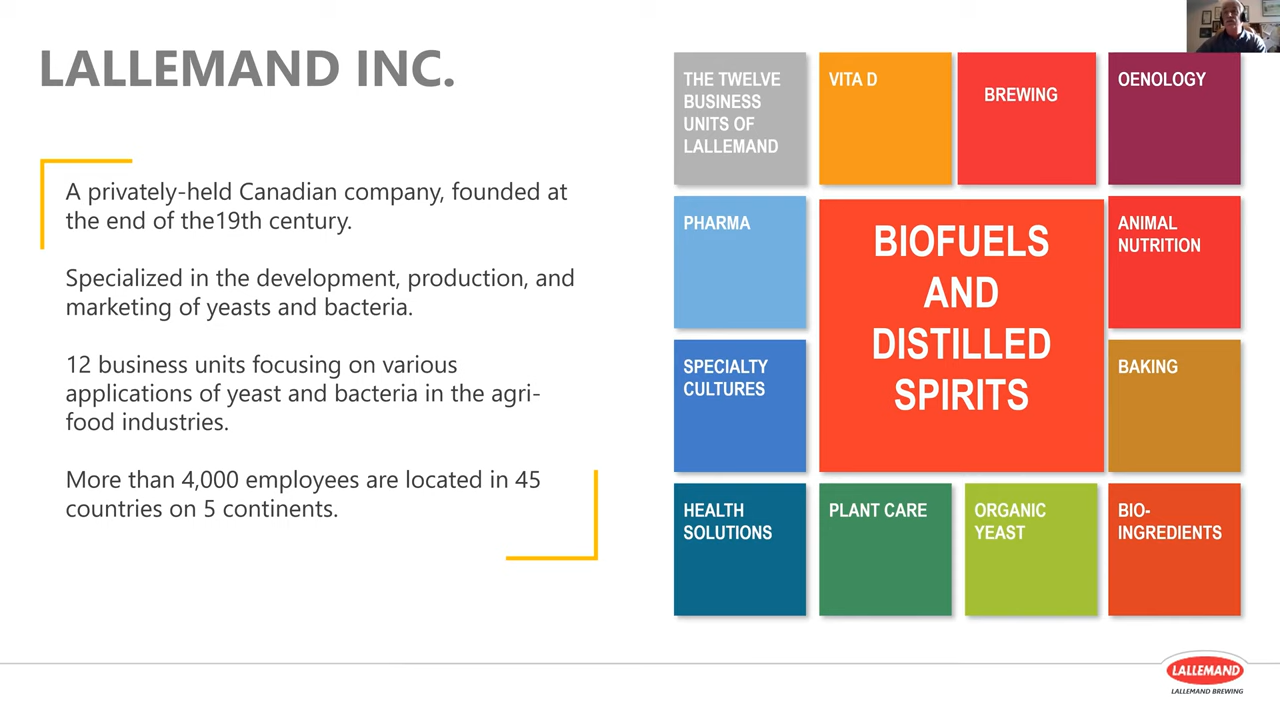 LALLEMAND INC.
A privately-held Canadian company, founded at
the end of the19th century.
Specialized in the development, production, and
marketing of yeasts and bacteria.
12 business units focusing on various
applications of yeast and bacteria in the agri-
food industries.
More than 4,000 employees are located in 45
countries on 5 continents.
THE TWELVE
BUSINESS
UNITS OF
LALLEMAND
VITA D
BREWING
OENOLOGY
PHARMA
BIOFUELS
AND
DISTILLED
SPIRITS
ANIMAL
NUTRITION
SPECIALTY
CULTURES
BAKING
HEALTH
SOLUTIONS
PLANT CARE
ORGANIC
YEAST
BIO-
INGREDIENTS
LALLEMAND
LALLEMAND BREWING